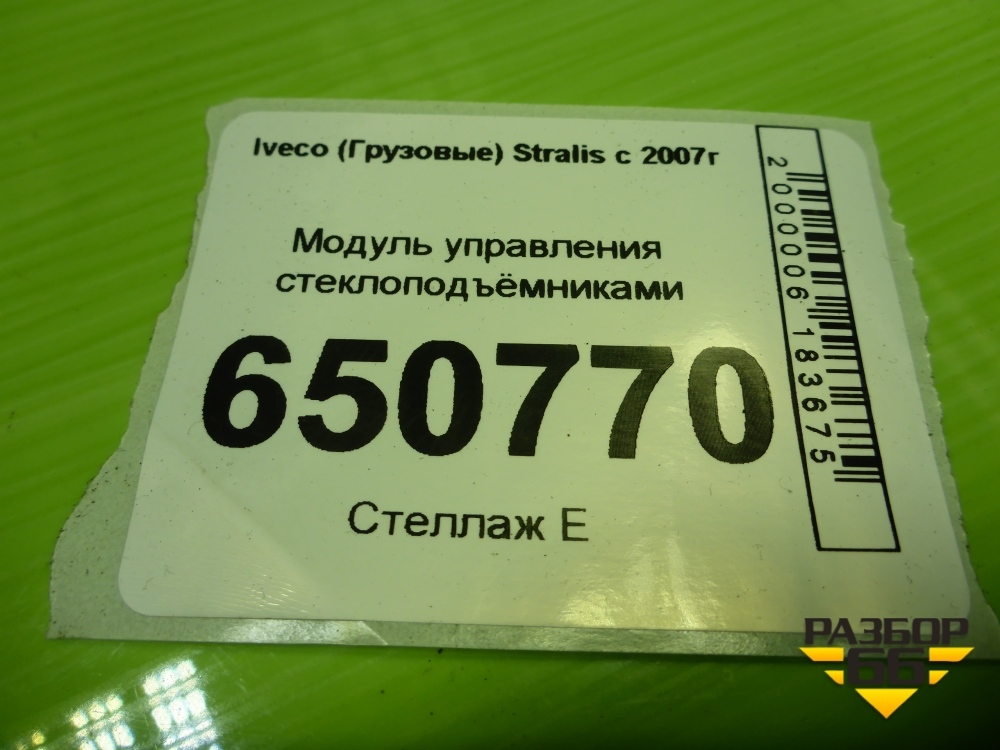 Iveco (Грузовые) Stralis с 2007г
Модуль управления
стеклоподъёмниками
650770
Стеллаж Е
2000006183675
РАЗБОР
66